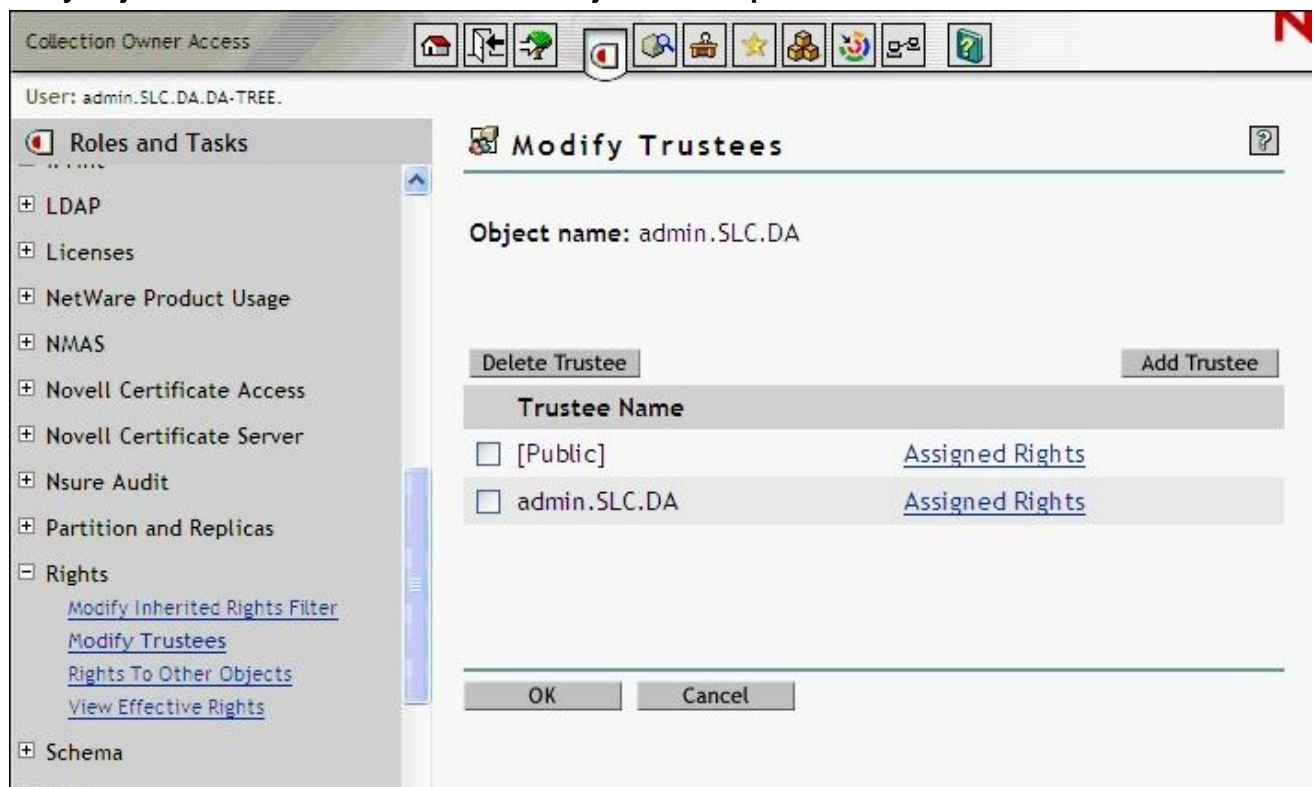 Collection Owner Access
N
User: admin.SLC.DA.DA-TREE.
Roles and Tasks
LDAP
Licenses
NetWare Product Usage
NMAS
Novell Certificate Access
Novell Certificate Server
Nsure Audit
Partition and Replicas
Rights
Modify Inherited Rights Filter
Modify Trustees
Rights To Other Objects
View Effective Rights
Schema
Modify Trustees
?
Object name: admin.SLC.DA
Delete Trustee
Add Trustee
Trustee Name
[Public] Assigned Rights
admin.SLC.DA Assigned Rights
OK Cancel